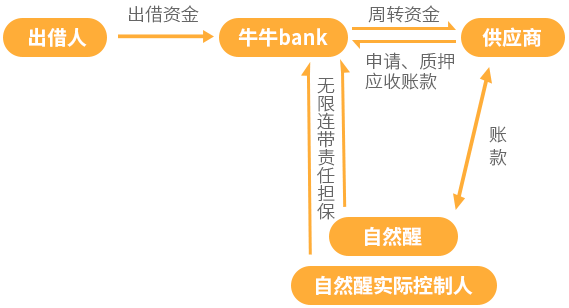 出借资金
周转资金
出借人
牛牛bank
供应商
申请、质押
应收账款
无限连带责任担保
账款
自然醒
自然醒实际控制人